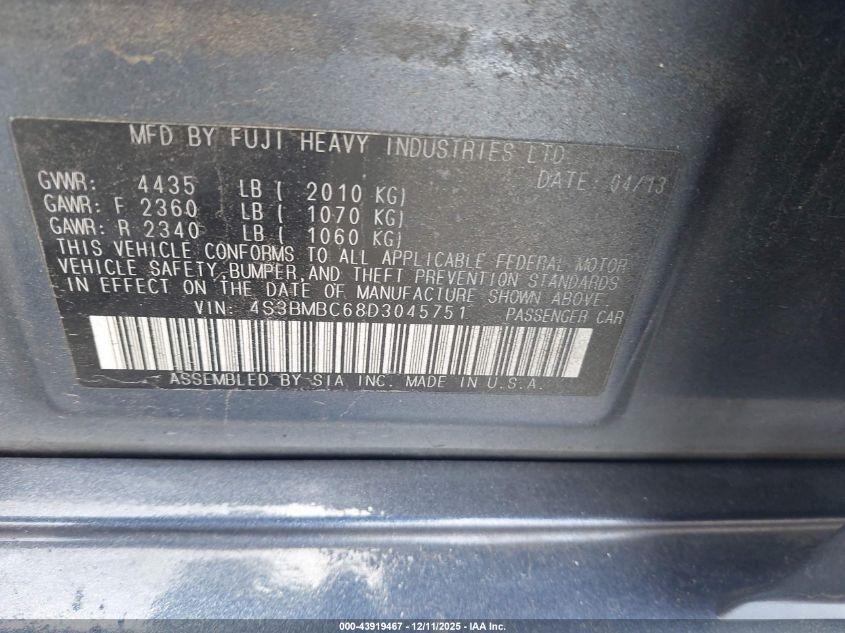 MFD BY FUJI HEAVY INDUSTRIES LTD
DATE: 04/13
GVWR: 4435 LB ( 2010 KG)
GAWR: F 2360 LB ( 1070 KG)
GAWR: R 2340 LB ( 1060 KG)
THIS VEHICLE CONFORMS TO ALL APPLICABLE FEDERAL MOTOR
VEHICLE SAFETY, BUMPER, AND THEFT PREVENTION STANDARDS
IN EFFECT ON THE DATE OF MANUFACTURE SHOWN ABOVE.
VIN: 4S3BMBC68D3045751 PASSENGER CAR
ASSEMBLED BY SIA INC. MADE IN U.S.A.
000-43919467 - 12/11/2025 - IAA Inc.